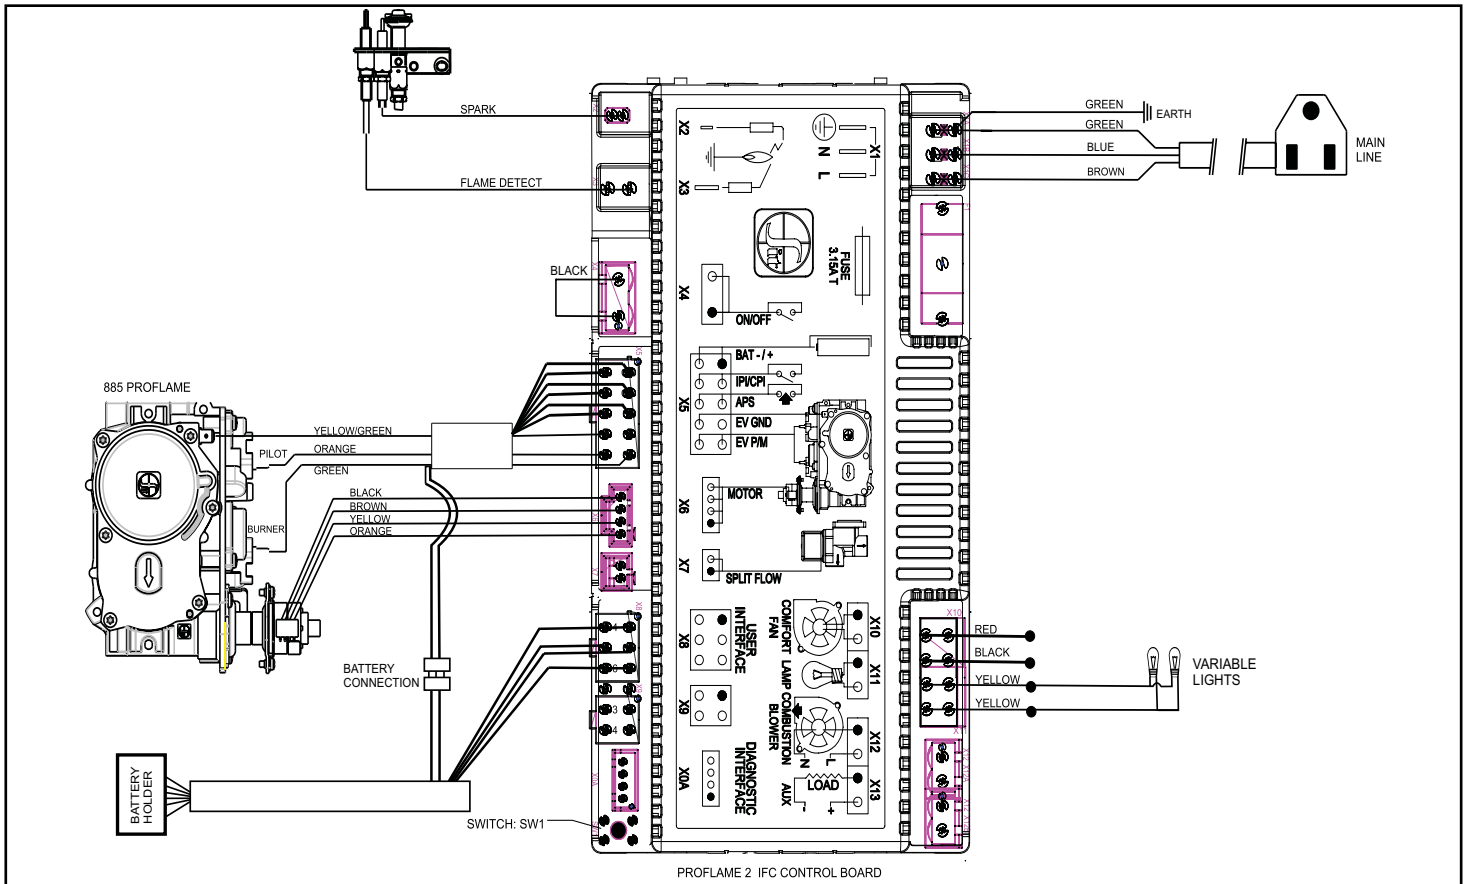 SPARK
FLAME DETECT
BLACK
885 PROFLAME
YELLOW/GREEN
PILOT
ORANGE
GREEN
BLACK
BROWN
YELLOW
ORANGE
BURNER
BATTERY
CONNECTION
BATTERY
HOLDER
SWITCH: SW1
X2
X3
X1
N
L
FUSE
3.15A T
X4
ON/OFF
X5
BAT - / +
IPI/CPI
APS
EV GND
EV P/M
X6
MOTOR
X7
SPLIT FLOW
X8
USER
INTERFACE
X9
X0A
DIAGNOSTIC
INTERFACE
COMFORT
FAN
X10
LAMP
X11
COMBUSTION
BLOWER
X12
N
L
LOAD
AUX
-
+
X13
GREEN
EARTH
GREEN
BLUE
BROWN
MAIN
LINE
X10
RED
BLACK
YELLOW
YELLOW
VARIABLE
LIGHTS
PROFLAME 2 IFC CONTROL BOARD